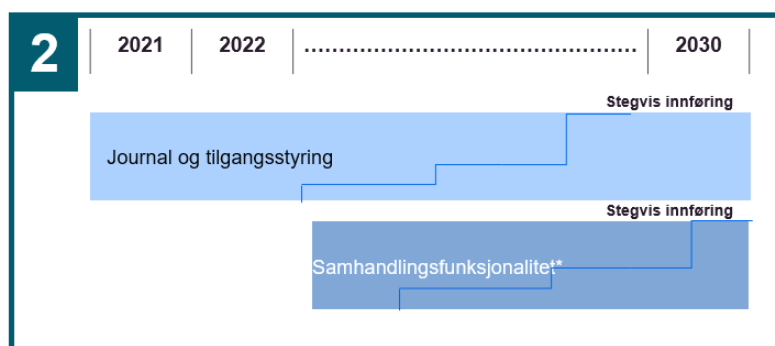 2
2021 2022 ................................................ 2030
Stegvis innføring
Journal og tilgangsstyring
Stegvis innføring
Samhandlingsfunksjonalitet*